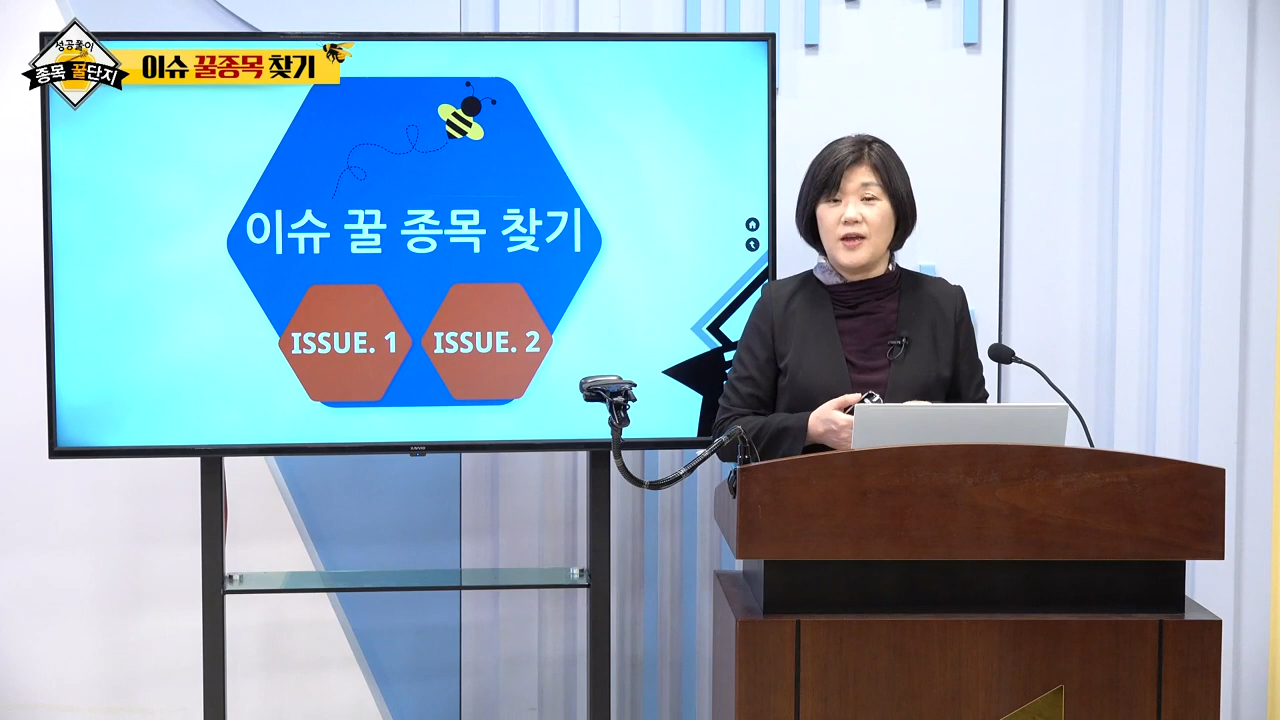 성공풀이
종목 꿀단지
이슈 꿀종목 찾기
이슈 꿀 종목 찾기
ISSUE. 1
ISSUE. 2